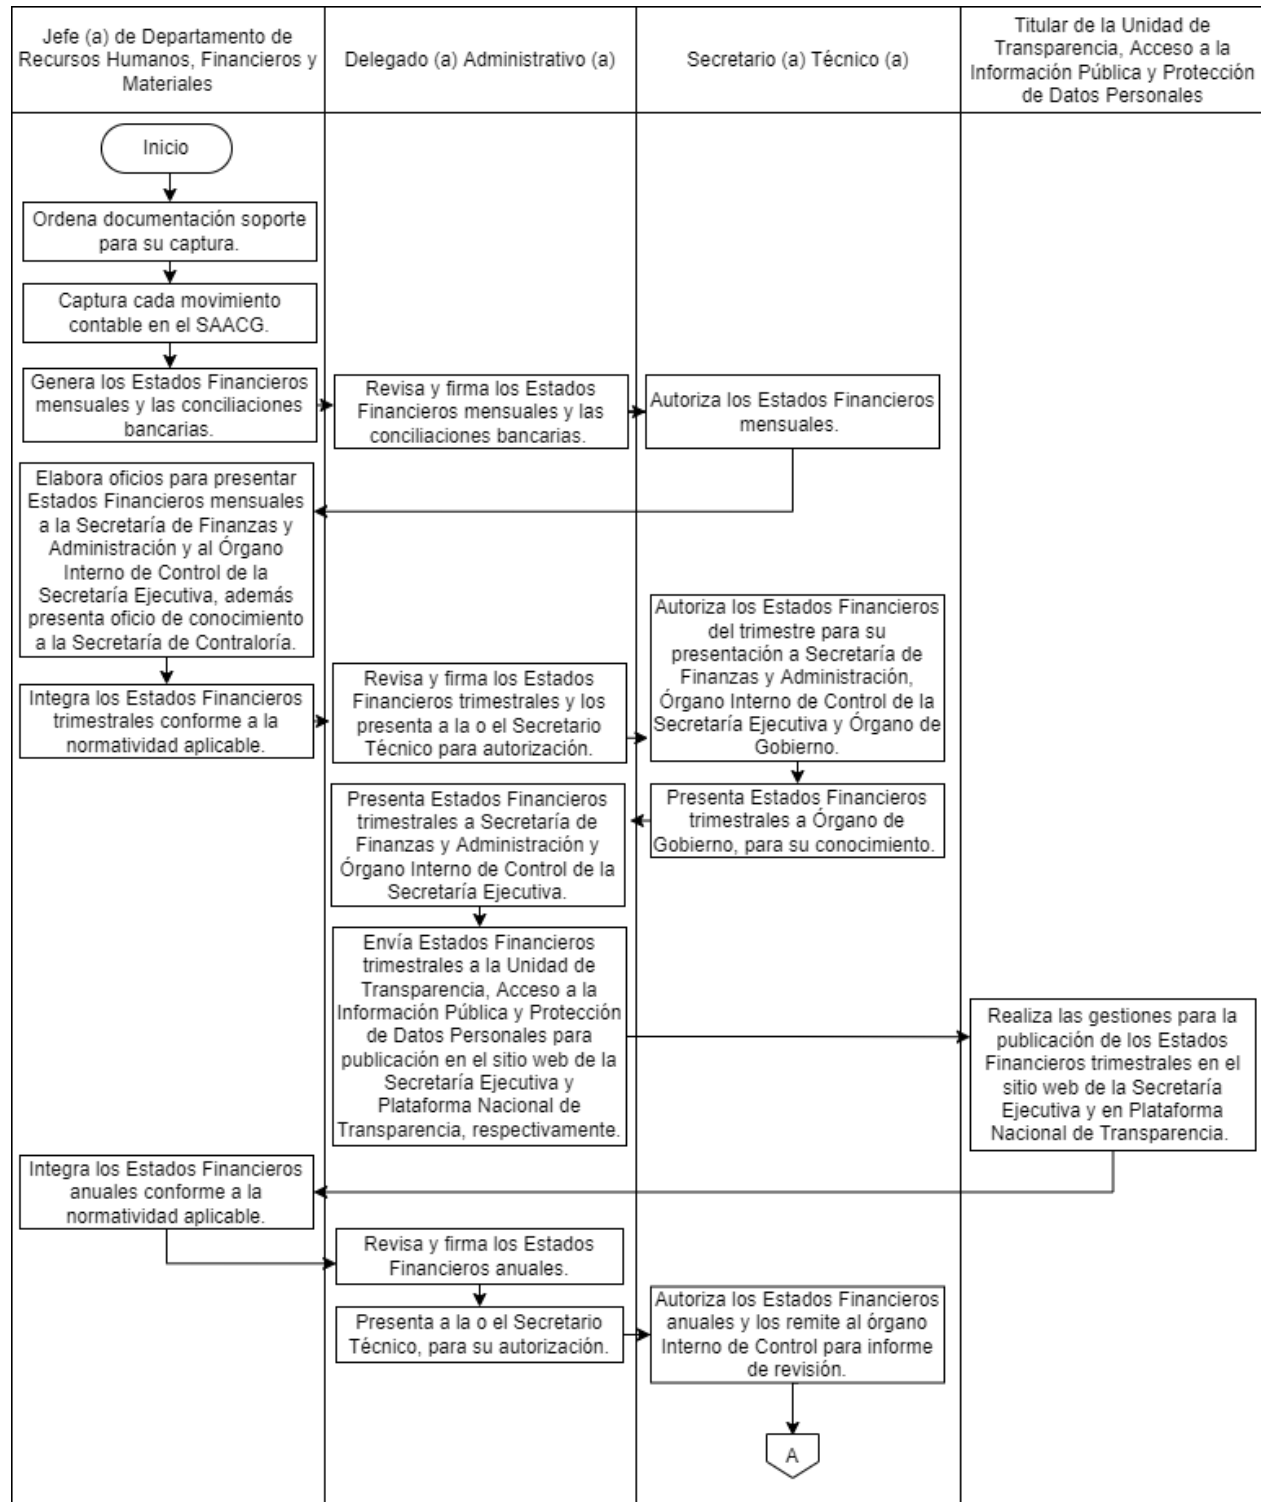 Jefe (a) de Departamento de
Recursos Humanos, Financieros y
Materiales
Delegado (a) Administrativo (a)
Secretario (a) Técnico (a)
Titular de la Unidad de
Transparencia, Acceso a la
Información Pública y Protección
de Datos Personales
Inicio
Ordena documentación soporte
para su captura.
Captura cada movimiento
contable en el SAACG.
Genera los Estados Financieros
mensuales y las conciliaciones
bancarias.
Revisa y firma los Estados
Financieros mensuales y las
conciliaciones bancarias.
Autoriza los Estados Financieros
mensuales.
Elabora oficios para presentar
Estados Financieros mensuales
a la Secretaría de Finanzas y
Administración y al Órgano
Interno de Control de la
Secretaría Ejecutiva, además
presenta oficio de conocimiento
a la Secretaría de Contraloría.
Integra los Estados Financieros
trimestrales conforme a la
normatividad aplicable.
Revisa y firma los Estados
Financieros trimestrales y los
presenta a la o el Secretario
Técnico para autorización.
Autoriza los Estados Financieros
del trimestre para su
presentación a Secretaría de
Finanzas y Administración,
Órgano Interno de Control de la
Secretaría Ejecutiva y Órgano de
Gobierno.
Presenta Estados Financieros
trimestrales a Órgano de
Gobierno, para su conocimiento.
Presenta Estados Financieros
trimestrales a Secretaría de
Finanzas y Administración y
Órgano Interno de Control de la
Secretaría Ejecutiva.
Envía Estados Financieros
trimestrales a la Unidad de
Transparencia, Acceso a la
Información Pública y Protección
de Datos Personales para
publicación en el sitio web de la
Secretaría Ejecutiva y
Plataforma Nacional de
Transparencia, respectivamente.
Realiza las gestiones para la
publicación de los Estados
Financieros trimestrales en el
sitio web de la Secretaría
Ejecutiva y en Plataforma
Nacional de Transparencia.
Integra los Estados Financieros
anuales conforme a la
normatividad aplicable.
Revisa y firma los Estados
Financieros anuales.
Presenta a la o el Secretario
Técnico, para su autorización.
Autoriza los Estados Financieros
anuales y los remite al órgano
Interno de Control para informe
de revisión.
A